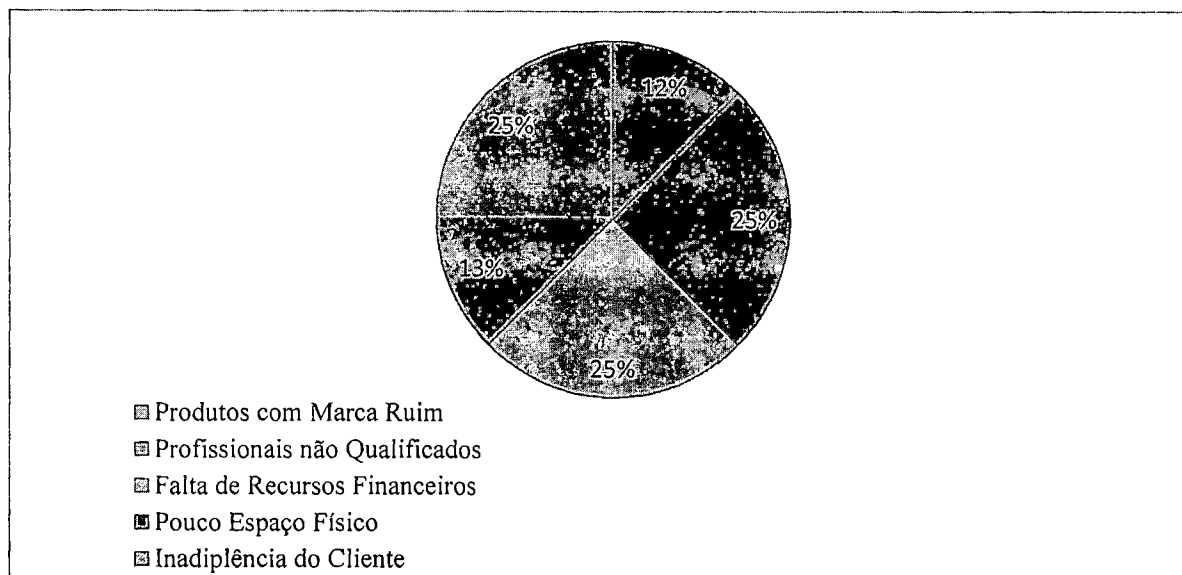 12%
25%
25%
13%
25%
Produtos com Marca Ruim
Profissionais não Qualificados
Falta de Recursos Financeiros
Pouco Espaço Físico
Inadiplência do Cliente